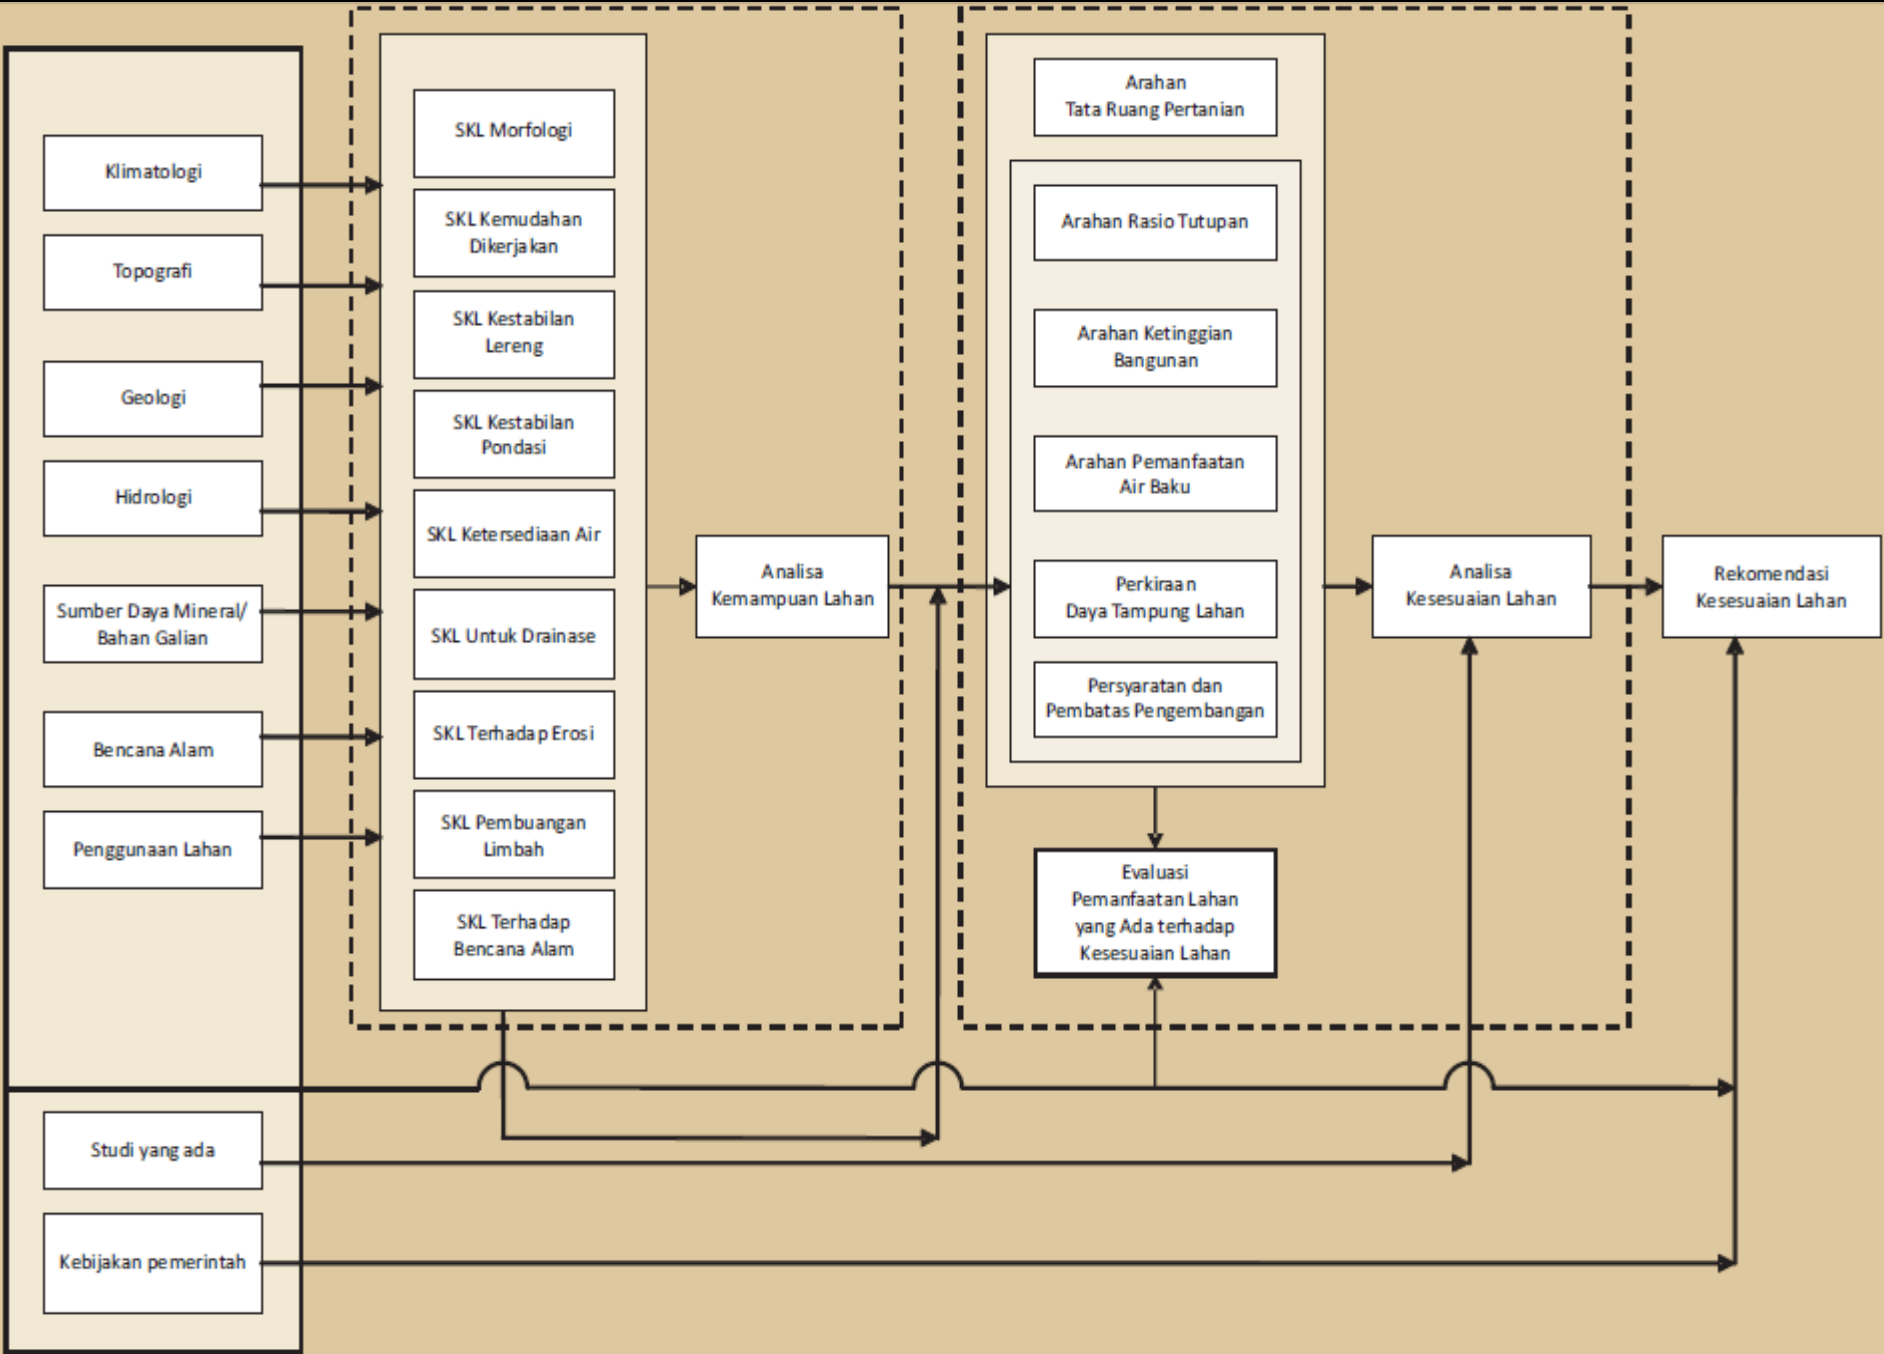 Klimatologi
Topografi
Geologi
Hidrologi
Sumber Daya Mineral/
Bahan Galian
Bencana Alam
Penggunaan Lahan
Studi yang ada
Kebijakan pemerintah
SKL Morfologi
SKL Kemudahan
Dikerjakan
SKL Kestabilan
Lereng
SKL Kestabilan
Pondasi
SKL Ketersediaan Air
SKL Untuk Drainase
SKL Terhadap Erosi
SKL Pembuangan
Limbah
SKL Terhadap
Bencana Alam
Analisa
Kemampuan Lahan
Arahan
Tata Ruang Pertanian
Arahan Rasio Tutupan
Arahan Ketinggian
Bangunan
Arahan Pemanfaatan
Air Baku
Perkiraan
Daya Tampung Lahan
Persyaratan dan
Pembatas Pengembangan
Evaluasi
Pemanfaatan Lahan
yang Ada terhadap
Kesesuaian Lahan
Analisa
Kesesuaian Lahan
Rekomendasi
Kesesuaian Lahan